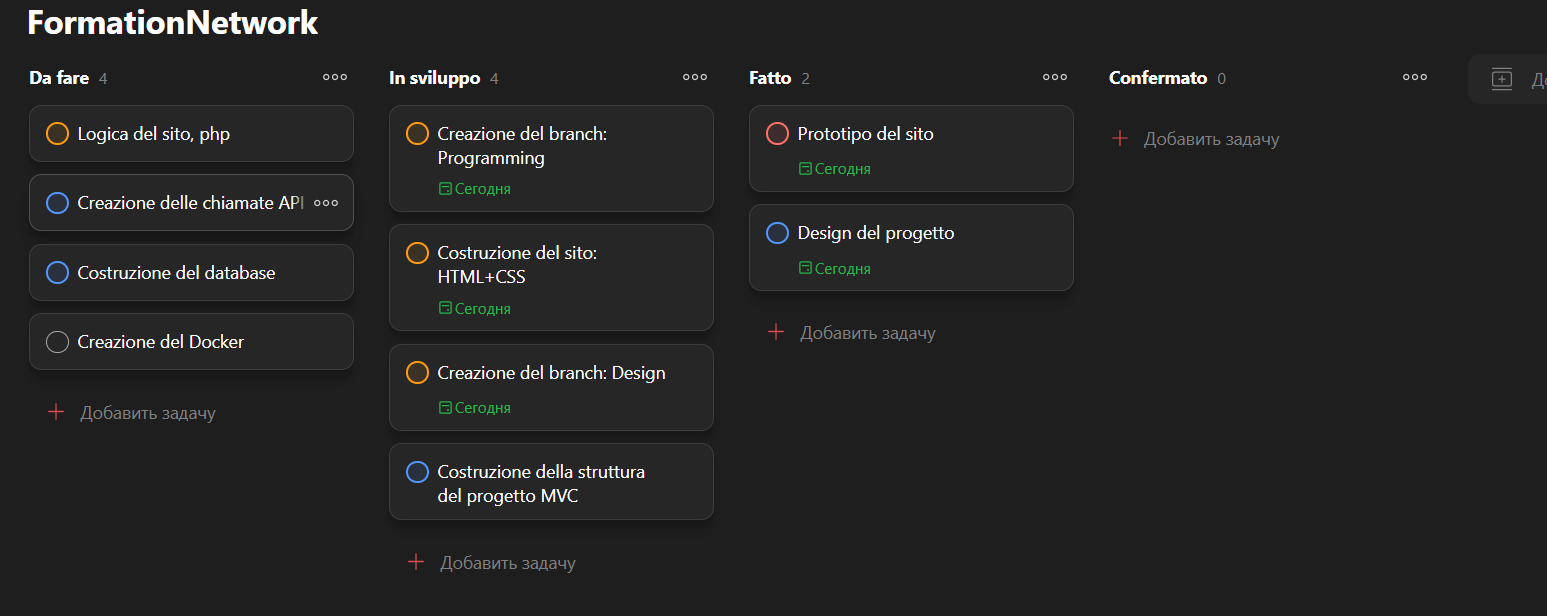 FormationNetwork
Da fare 4
Logica del sito, php
Creazione delle chiamate API
Costruzione del database
Creazione del Docker
Добавить задачу
In sviluppo 4
Creazione del branch:
Programming
Сегодня
Costruzione del sito:
HTML+CSS
Сегодня
Creazione del branch: Design
Сегодня
Costruzione della struttura
del progetto MVC
Добавить задачу
Fatto 2
Prototipo del sito
Сегодня
Design del progetto
Сегодня
Добавить задачу
Confermato 0
Добавить задачу